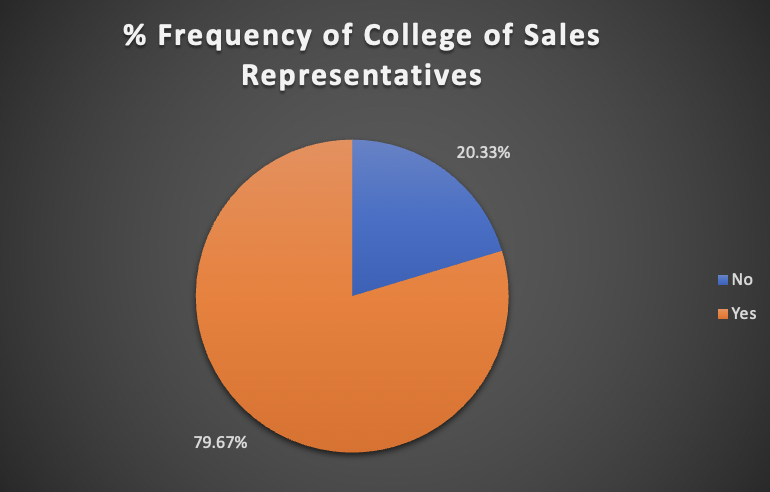 % Frequency of College of Sales
Representatives
20.33%
No
Yes
79.67%